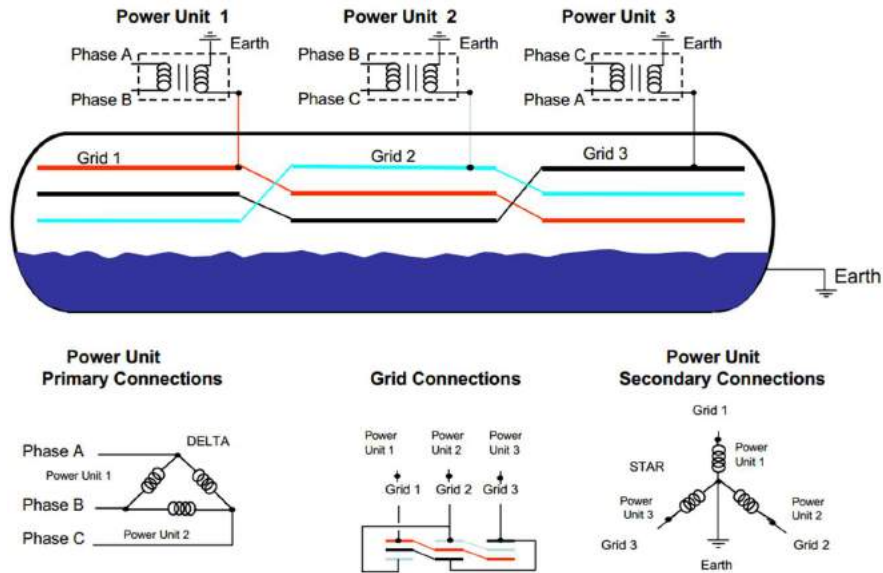 Power Unit 1
Power Unit 2
Power Unit 3
Earth
Earth
Earth
Phase A
Phase B
Phase C
Phase B
Phase C
Phase A
Grid 1
Grid 2
Grid 3
Earth
Power Unit
Primary Connections
Grid Connections
Power Unit
Secondary Connections
Phase A
DELTA
Power Unit 1
Phase B
Phase C
Power Unit 2
Power
Unit 1
Power
Unit 2
Power
Unit 3
Grid 1
Grid 2
Grid 3
Grid 1
STAR
Power
Unit 1
Power
Unit 3
Power
Unit 2
Grid 3
Grid 2
Earth